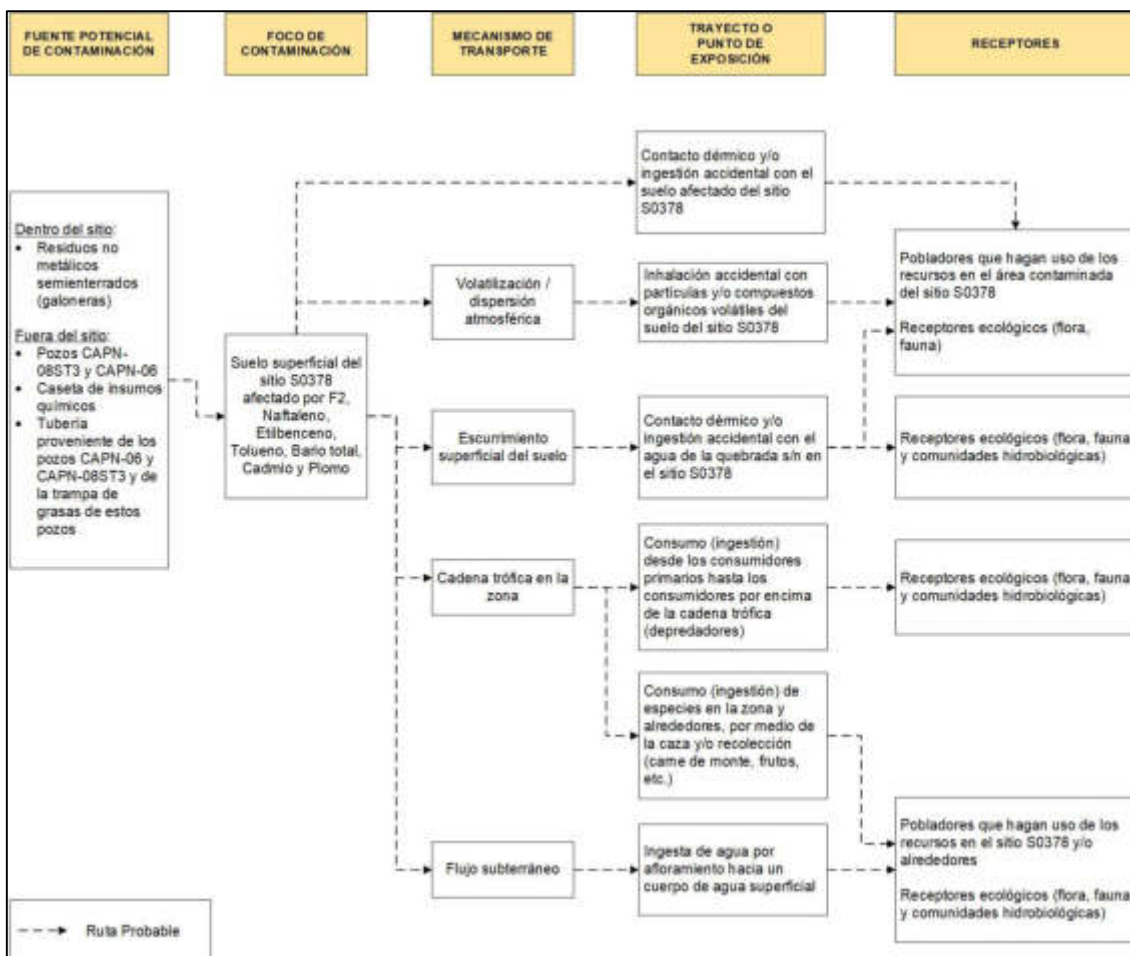 FUENTE POTENCIAL
DE CONTAMINACIÓN
FOCO DE
CONTAMINACIÓN
MECANISMO DE
TRANSPORTE
TRAYECTO O
PUNTO DE
EXPOSICIÓN
RECEPTORES
Dentro del sitio:
• Residuos no
metálicos
semienterrados
(galoneras)
Fuera del sitio:
• Pozos CAPN-
08ST3 y CAPN-06
• Caseta de insumos
químicos
• Tubería
proveniente de los
pozos CAPN-06 y
CAPN-08ST3 y de
la trampa de
grasas de estos
pozos
Suelo superficial del
sitio S0378
afectado por F2,
Naftaleno,
Etilbenceno,
Tolueno, Bario total,
Cadmio y Plomo
Contacto dérmico y/o
ingestión accidental con el
suelo afectado del sitio
S0378
Volatilización /
dispersión
atmosférica
Inhalación accidental con
partículas y/o compuestos
orgánicos volátiles del
suelo del sitio S0378
Pobladores que hagan uso de los
recursos en el área contaminada
del sitio S0378
Receptores ecológicos (flora,
fauna)
Escurrimiento
superficial del suelo
Contacto dérmico y/o
ingestión accidental con el
agua de la quebrada s/n en
el sitio S0378
Receptores ecológicos (flora, fauna
y comunidades hidrobiológicas)
Cadena trófica en la
zona
Consumo (ingestión)
desde los consumidores
primarios hasta los
consumidores por encima
de la cadena trófica
(depredadores)
Receptores ecológicos (flora, fauna
y comunidades hidrobiológicas)
Consumo (ingestión) de
especies en la zona y
alrededores, por medio de
la caza y/o recolección
(carne de monte, frutos,
etc.)
Flujo subterráneo
Ingesta de agua por
afloramiento hacia un
cuerpo de agua superficial
Pobladores que hagan uso de los
recursos en el sitio S0378 y/o
alrededores
Receptores ecológicos (flora, fauna
y comunidades hidrobiológicas)
Ruta Probable